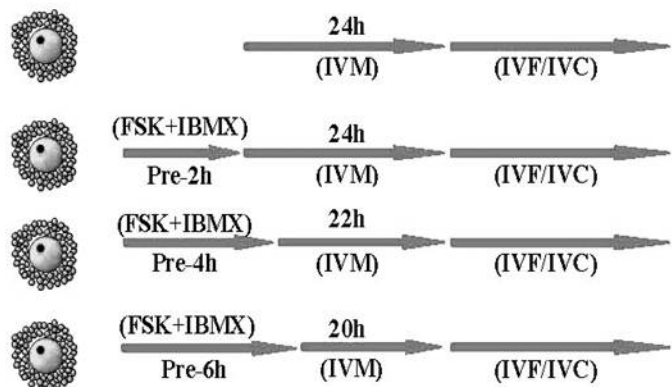 24h
(IVM) (IVF/IVC)
(FSK+IBMX) 24h
Pre-2h (IVM) (IVF/IVC)
(FSK+IBMX) 22h
Pre-4h (IVM) (IVF/IVC)
(FSK+IBMX) 20h
Pre-6h (IVM) (IVF/IVC)